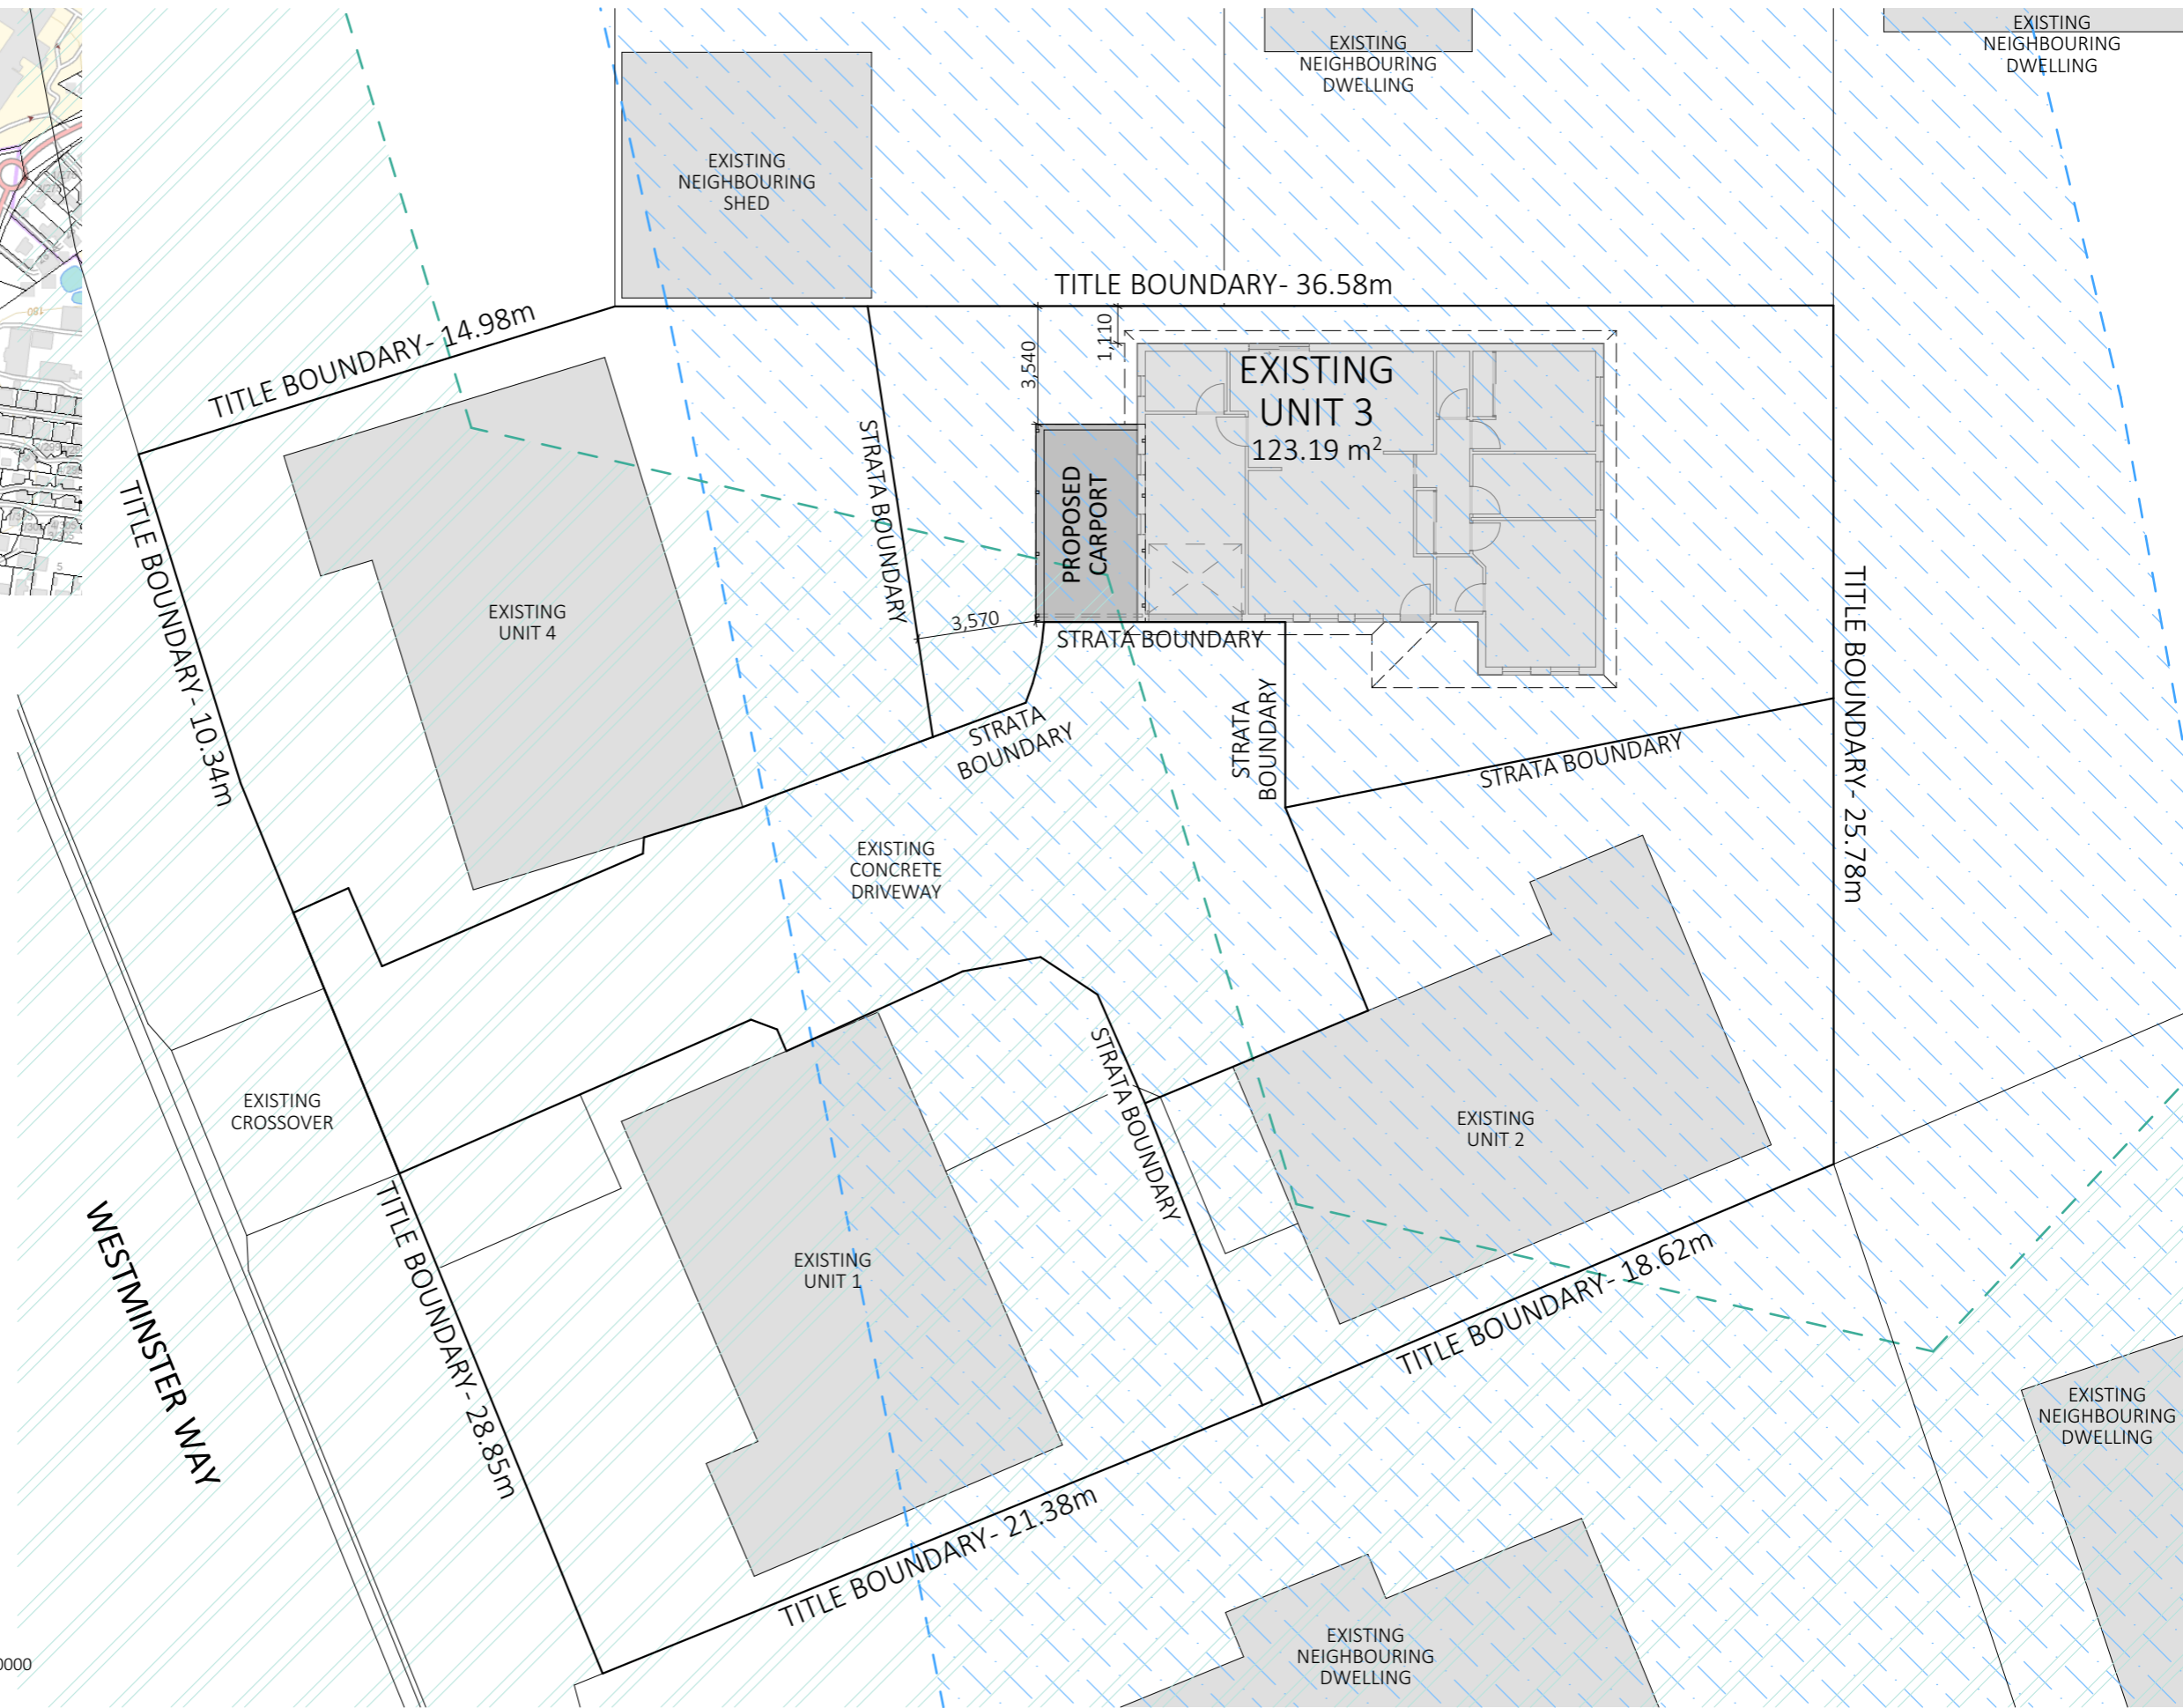 EXISTING
NEIGHBOURING
DWELLING
EXISTING
NEIGHBOURING
DWELLING
EXISTING
NEIGHBOURING
SHED
TITLE BOUNDARY- 36.58m
TITLE BOUNDARY- 14.98m
3,540
1,110
EXISTING
UNIT 3
123.19 m²
STRATA BOUNDARY
PROPOSED
CARPORT
TITLE BOUNDARY- 10.34m
EXISTING
UNIT 4
3,570
STRATA BOUNDARY
STRATA
BOUNDARY
STRATA
BOUNDARY
STRATA BOUNDARY
TITLE BOUNDARY- 25.78m
EXISTING
CONCRETE
DRIVEWAY
EXISTING
CROSSOVER
STRATA BOUNDARY
EXISTING
UNIT 2
WESTMINSTER WAY
TITLE BOUNDARY- 28.85m
EXISTING
UNIT 1
TITLE BOUNDARY- 18.62m
TITLE BOUNDARY- 21.38m
EXISTING
NEIGHBOURING
DWELLING
EXISTING
NEIGHBOURING
DWELLING
180
5